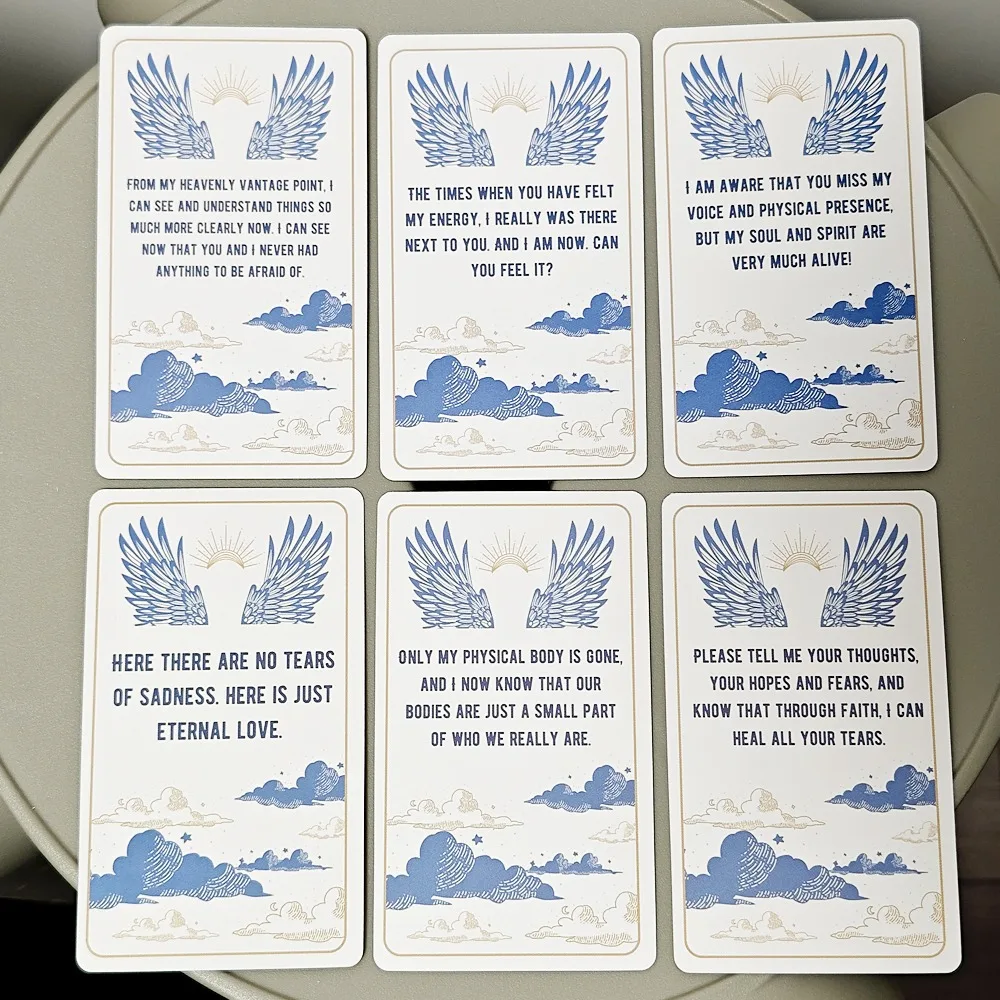 FROM MY HEAVENLY VANTAGE POINT, I
CAN SEE AND UNDERSTAND THINGS SO
MUCH MORE CLEARLY NOW. I CAN SEE
NOW THAT YOU AND I NEVER HAD
ANYTHING TO BE AFRAID OF.
THE TIMES WHEN YOU HAVE FELT
MY ENERGY, I REALLY WAS THERE
NEXT TO YOU. AND I AM NOW. CAN
YOU FEEL IT?
I AM AWARE THAT YOU MISS MY
VOICE AND PHYSICAL PRESENCE,
BUT MY SOUL AND SPIRIT ARE
VERY MUCH ALIVE!
HERE THERE ARE NO TEARS
OF SADNESS. HERE IS JUST
ETERNAL LOVE.
ONLY MY PHYSICAL BODY IS GONE,
AND I NOW KNOW THAT OUR
BODIES ARE JUST A SMALL PART
OF WHO WE REALLY ARE.
PLEASE TELL ME YOUR THOUGHTS,
YOUR HOPES AND FEARS, AND
KNOW THAT THROUGH FAITH, I CAN
HEAL ALL YOUR TEARS.